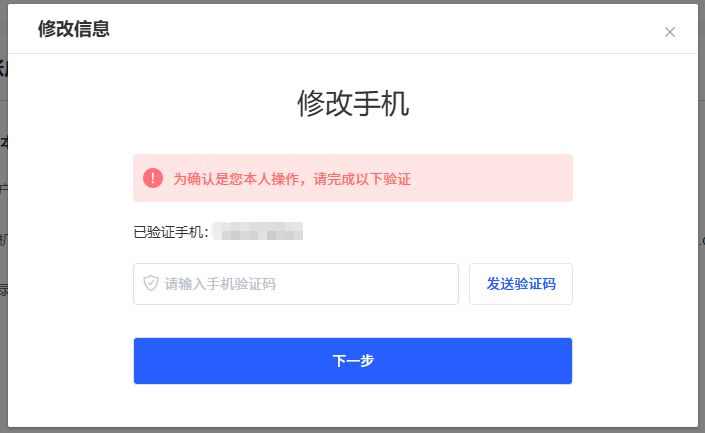 修改信息
修改手机
为确认是您本人操作，请完成以下验证
已验证手机：
请输入手机验证码
发送验证码
下一步